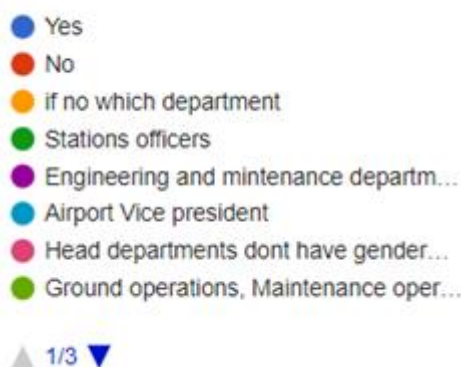 Yes
No
if no which department
Stations officers
Engineering and mintenance departm...
Airport Vice president
Head departments dont have gender...
Ground operations, Maintenance oper...
1/3